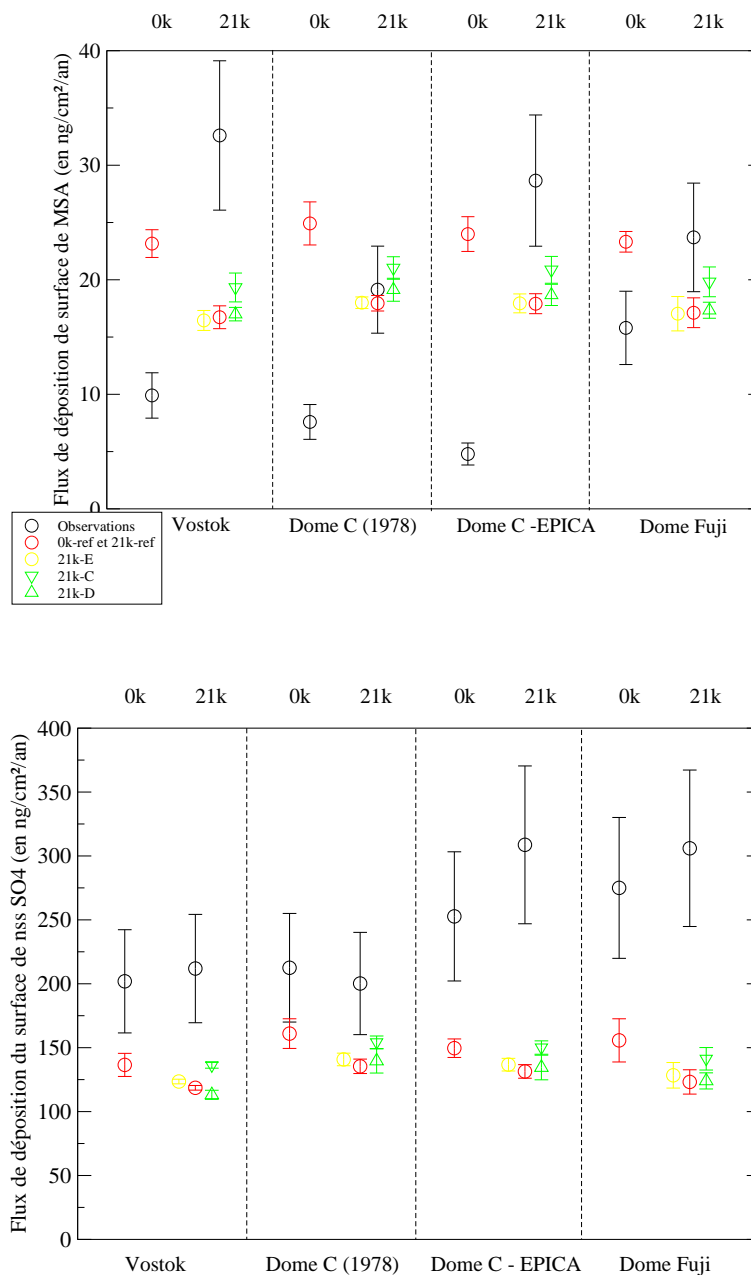 0k 21k 0k 21k 0k 21k 0k 21k
40
30
20
10
0
Flux de déposition de surface de MSA (en ng/cm²/an)
Vostok Dome C (1978) Dome C -EPICA Dome Fuji
Observations
0k-ref et 21k-ref
21k-E
21k-C
21k-D
0k 21k 0k 21k 0k 21k 0k 21k
400
350
300
250
200
150
100
50
0
Flux de déposition du surface de nss SO4 (en ng/cm²/an)
Vostok Dome C (1978) Dome C - EPICA Dome Fuji